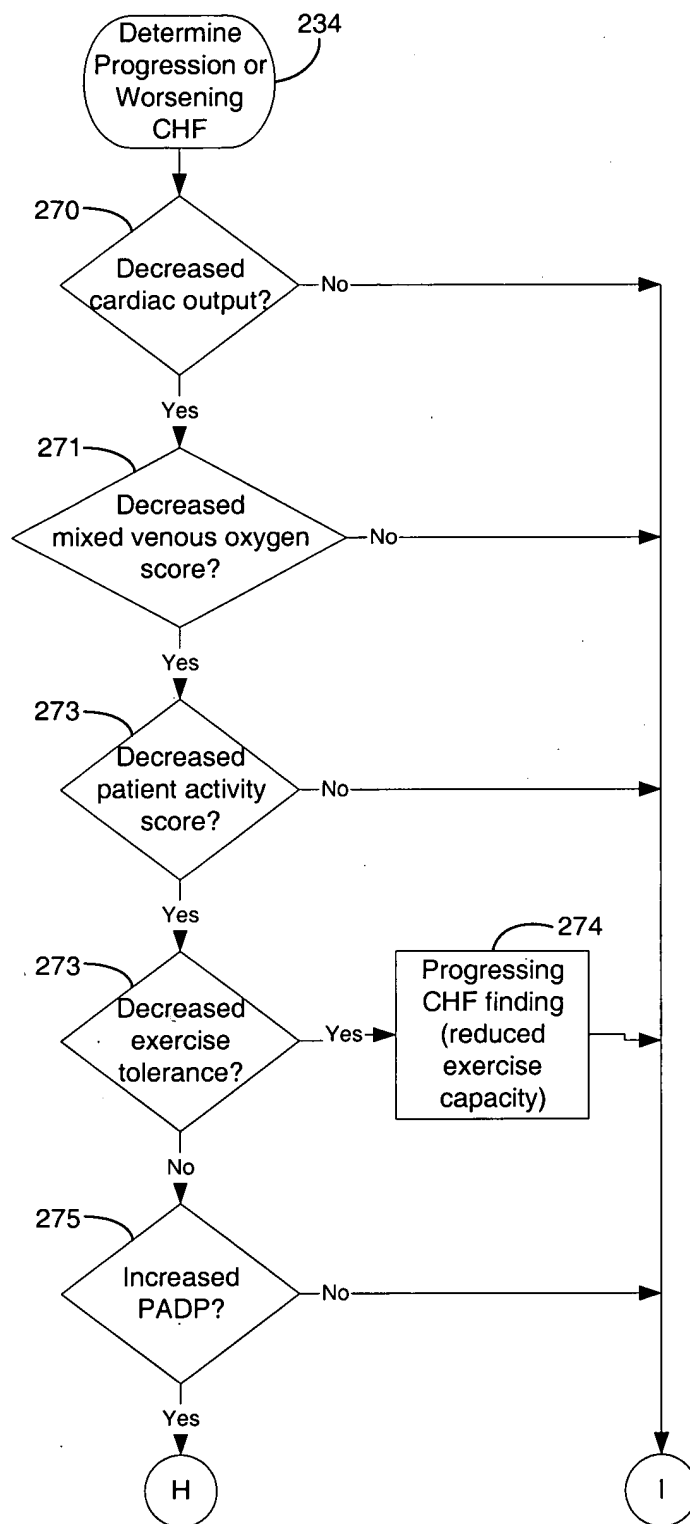 Determine
Progression or
Worsening
CHF
234
270
Decreased
cardiac output?
No
Yes
271
Decreased
mixed venous oxygen
score?
No
Yes
273
Decreased
patient activity
score?
No
Yes
273
Decreased
exercise
tolerance?
Yes
274
Progressing
CHF finding
(reduced
exercise
capacity)
No
275
Increased
PADP?
No
Yes
H
I